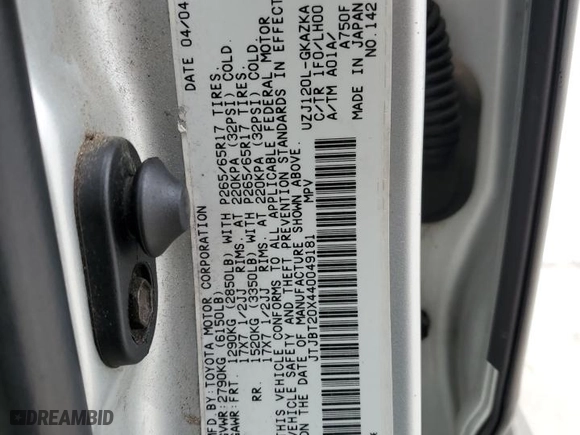 MFD. BY: TOYOTA MOTOR CORPORATION DATE 04/04
GVWR: 2790KG (6150LB)
GAWR: FRT. 1290KG (2850LB) WITH P265/65R17 TIRES.
17X7 1/2JJ RIMS. AT 220KPA (32PSI) COLD.
RR. 1520KG (3350LB) WITH P265/65R17 TIRES.
17X7 1/2JJ RIMS. AT 220KPA (32PSI) COLD.
THIS VEHICLE CONFORMS TO ALL APPLICABLE FEDERAL MOTOR
VEHICLE SAFETY AND THEFT PREVENTION STANDARDS IN EFFECT
ON THE DATE OF MANUFACTURE SHOWN ABOVE.
JTJBT20X440049181 UZJ120L-GKAZKA
MPV C/TR 1F0/LH00
A/TM A01A/ A750F
MADE IN JAPAN
NO.142
DREAMBID